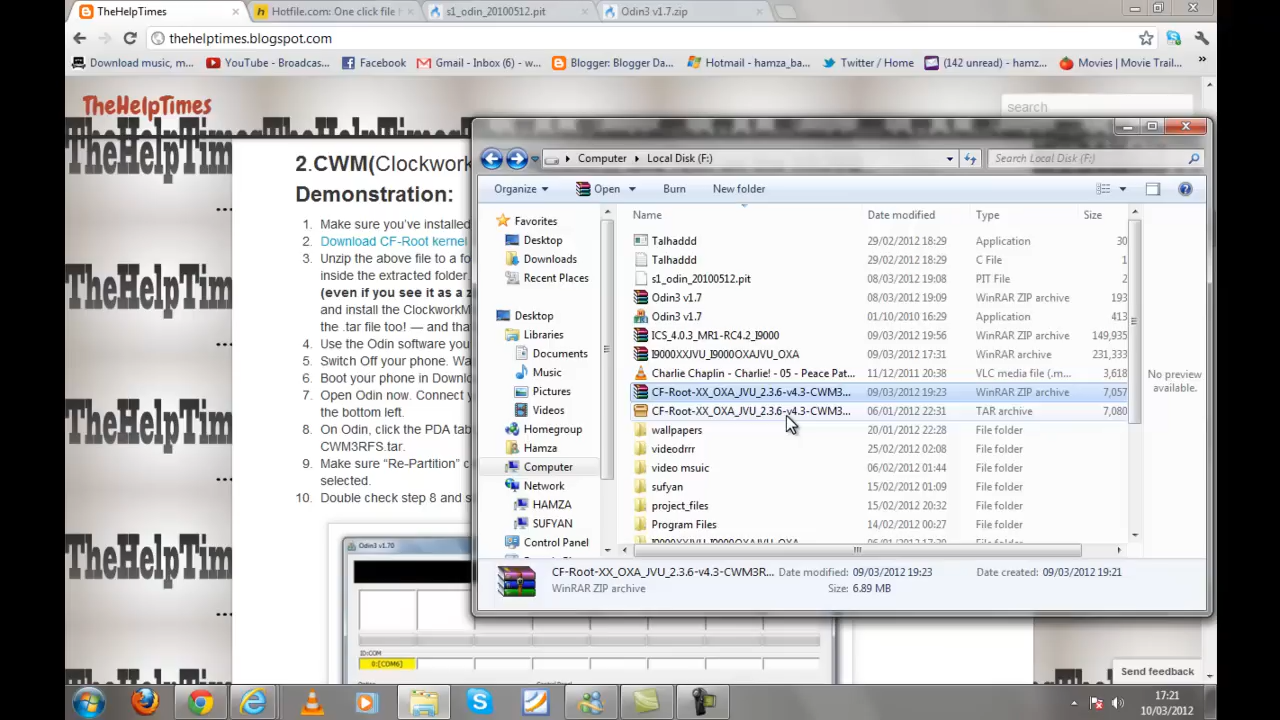 TheHelpTimes
Hotfile.com: One click file h
s1_odin_20100512.pit
Odin3 v1.7.zip
thehelptimes.blogspot.com
Download music, m...
YouTube - Broadcas...
Facebook
Gmail - Inbox (6) - w...
Blogger: Blogger Da...
Hotmail - hamza_ba...
Twitter / Home
(142 unread) - hamz...
Movies | Movie Trail...
TheHelpTimes
search
2.CWM(Clockwork
Demonstration:
1. Make sure you've installed
2. Download CF-Root kernel
3. Unzip the above file to a fo
inside the extracted folder.
(even if you see it as a z
and install the ClockworkM
the .tar file too! — and tha
4. Use the Odin software you
5. Switch Off your phone. Wa
6. Boot your phone in Downlo
7. Open Odin now. Connect y
the bottom left.
8. On Odin, click the PDA tab
CWM3RFS.tar.
9. Make sure "Re-Partition" c
selected.
10. Double check step 8 and s
Odin3 v1.70
ID:COM
0:[COM6]
Computer
Local Disk (F:)
Search Local Disk (F:)
Organize
Open
Burn
New folder
Favorites
Desktop
Downloads
Recent Places
Desktop
Libraries
Documents
Music
Pictures
Videos
Homegroup
Hamza
Computer
Network
HAMZA
SUFYAN
Control Panel
Name Date modified Type Size
Talhaddd 29/02/2012 18:29 Application 30
Talhaddd 29/02/2012 18:29 C File 1
s1_odin_20100512.pit 08/03/2012 19:08 PIT File 2
Odin3 v1.7 08/03/2012 19:09 WinRAR ZIP archive 193
Odin3 v1.7 01/10/2010 16:09 Application 413
ICS_4.0.3_MR1-RC4.2_I9000 09/03/2012 19:56 WinRAR ZIP archive 149,935
I9000XXJVU_I9000OXAJVU_OXA 09/03/2012 17:31 WinRAR archive 231,333
Charlie Chaplin - Charlie! - 05 - Peace Pat... 11/12/2011 20:38 VLC media file (.m... 3,618
CF-Root-XX_OXA_JVU_2.3.6-v4.3-CWM3... 09/03/2012 19:23 WinRAR ZIP archive 7,057
CF-Root-XX_OXA_JVU_2.3.6-v4.3-CWM3... 06/01/2012 22:31 TAR archive 7,080
wallpapers 20/01/2012 22:28 File folder
videodrrr 25/02/2012 02:08 File folder
video msuic 06/02/2012 01:44 File folder
sufyan 15/02/2012 01:09 File folder
project_files 15/02/2012 20:32 File folder
Program Files 14/02/2012 00:27 File folder
No preview
available.
CF-Root-XX_OXA_JVU_2.3.6-v4.3-CWM3R... Date modified: 09/03/2012 19:23 Date created: 09/03/2012 19:21
WinRAR ZIP archive Size: 6.89 MB
Send feedback
17:21
10/03/2012